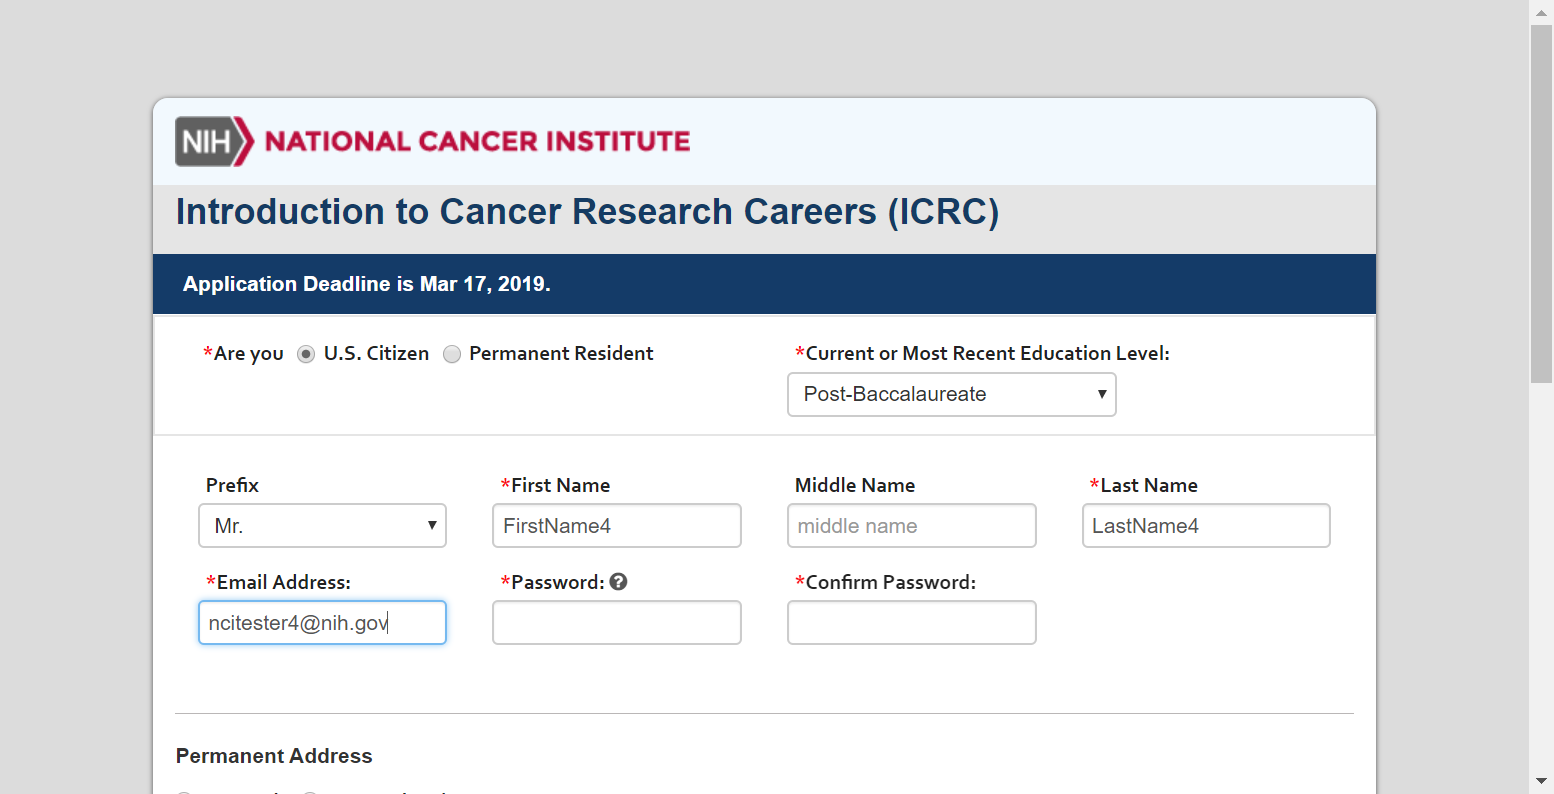 NIH NATIONAL CANCER INSTITUTE
Introduction to Cancer Research Careers (ICRC)
Application Deadline is Mar 17, 2019.
*Are you U.S. Citizen Permanent Resident *Current or Most Recent Education Level:
Post-Baccalaureate
Prefix *First Name Middle Name *Last Name
Mr. FirstName4 middle name LastName4
*Email Address: *Password: ? *Confirm Password:
ncitester4@nih.gov
Permanent Address